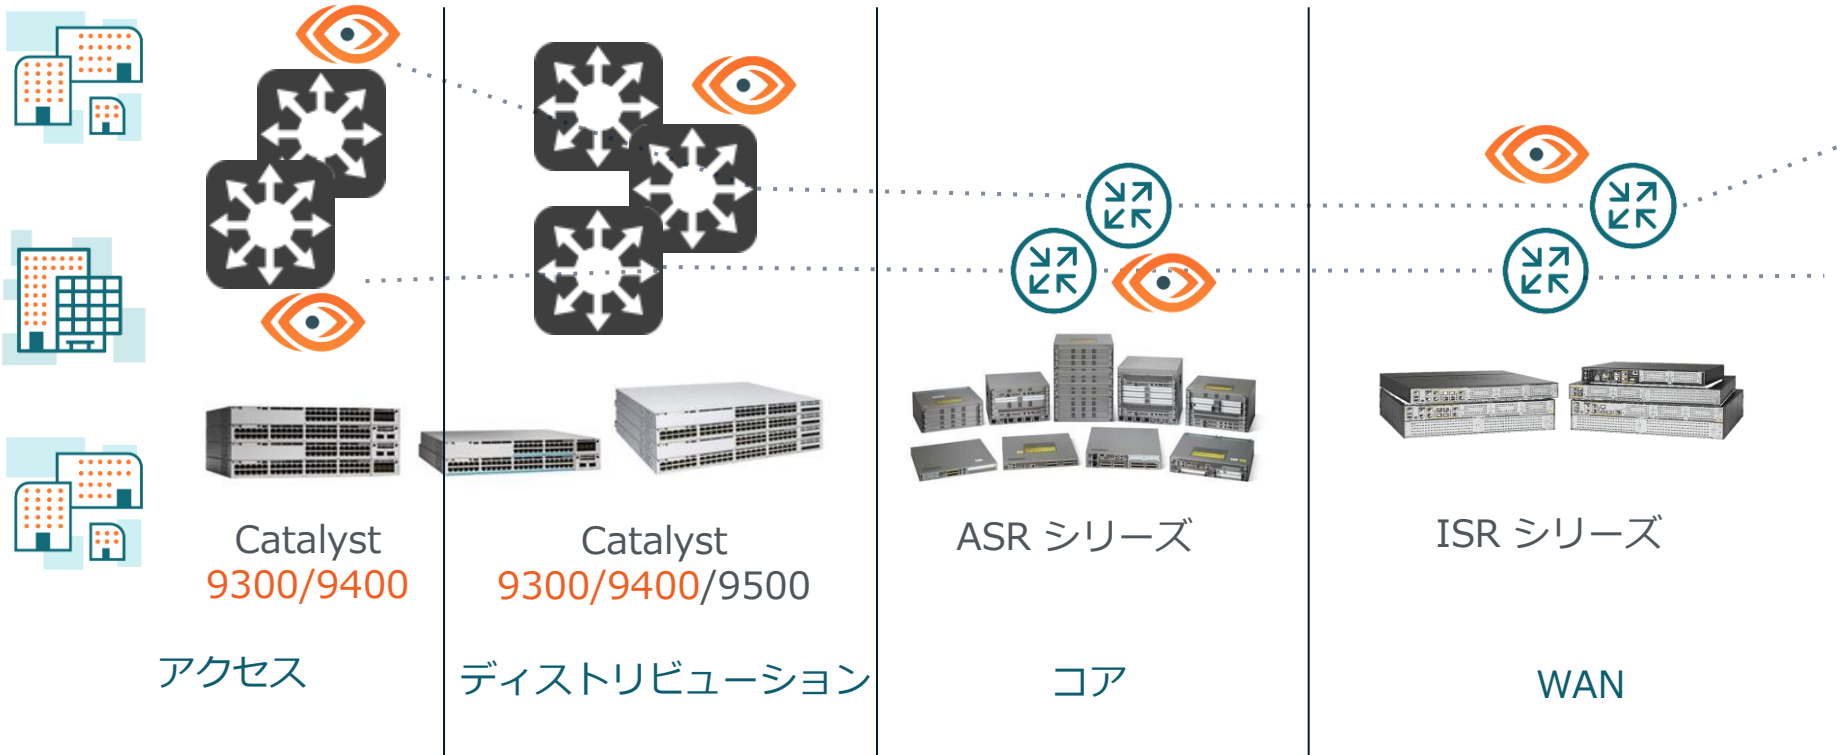 Catalyst
9300/9400
アクセス
Catalyst
9300/9400/9500
ディストリビューション
ASR シリーズ
コア
ISR シリーズ
WAN